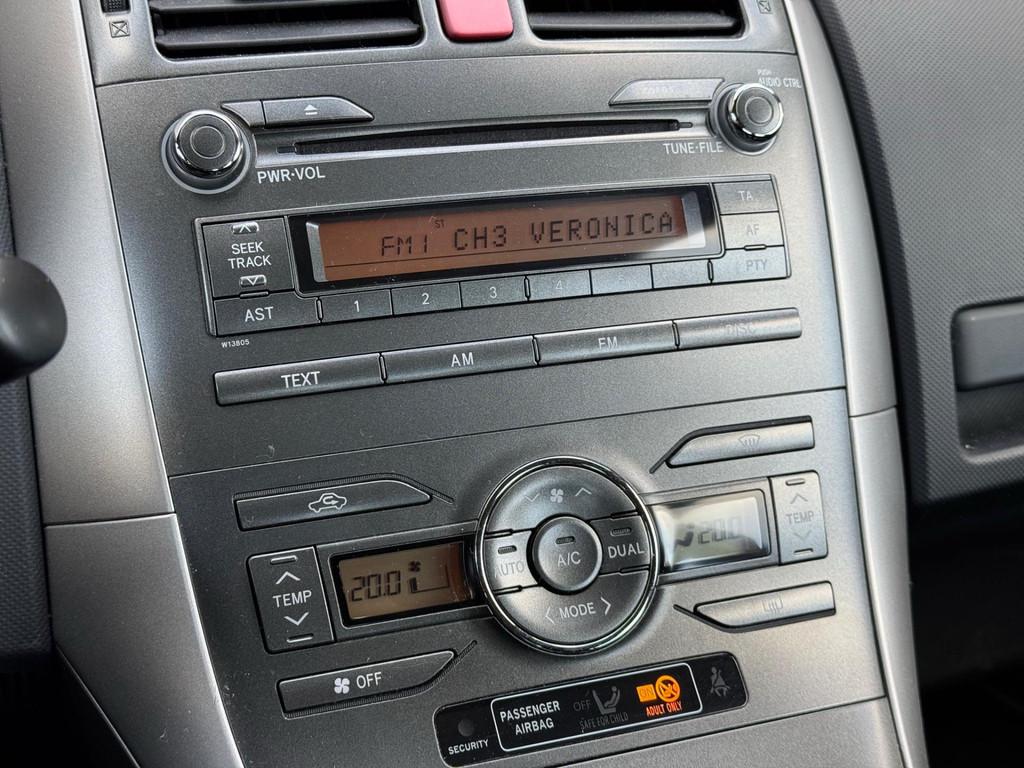 PUSH
AUDIO CTRL
PWR·VOL
TUNE·FILE
ST
FM1 CH3 VERONICA
TA
AF
PTY
SEEK
TRACK
AST
1
2
3
4
W13805
TEXT
AM
FM
DISC
20.0
TEMP
AUTO
A/C
DUAL
MODE
20.0
TEMP
OFF
SECURITY
PASSENGER
AIRBAG
OFF
SAFE FOR CHILD
ON
ADULT ONLY